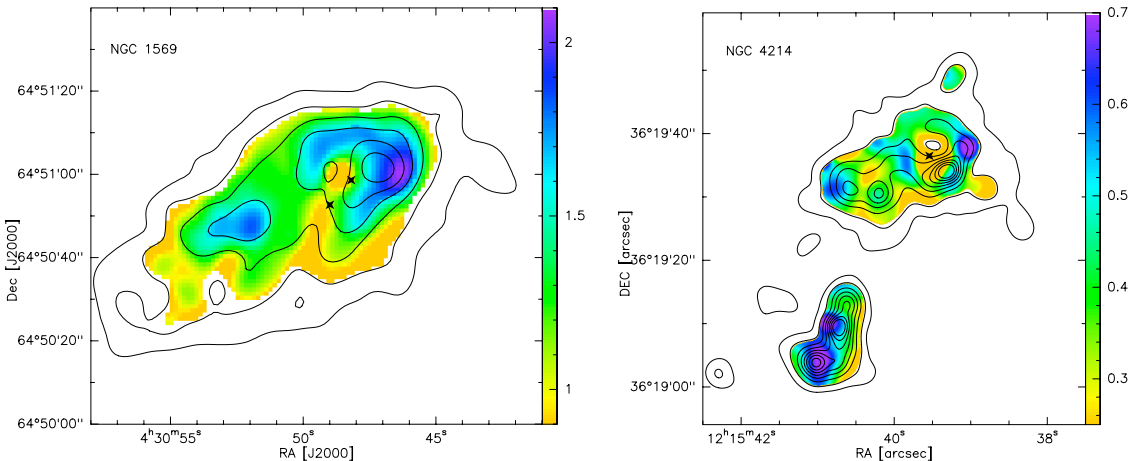 NGC 1569
64°51'20''
64°51'00''
64°50'40''
64°50'20''
64°50'00''
Dec [J2000]
4ʰ30ᵐ55ˢ
50ˢ
45ˢ
RA [J2000]
2
1.5
1
NGC 4214
36°19'40''
36°19'20''
36°19'00''
DEC [arcsec]
12ʰ15ᵐ42ˢ
40ˢ
38ˢ
RA [arcsec]
0.7
0.6
0.5
0.4
0.3